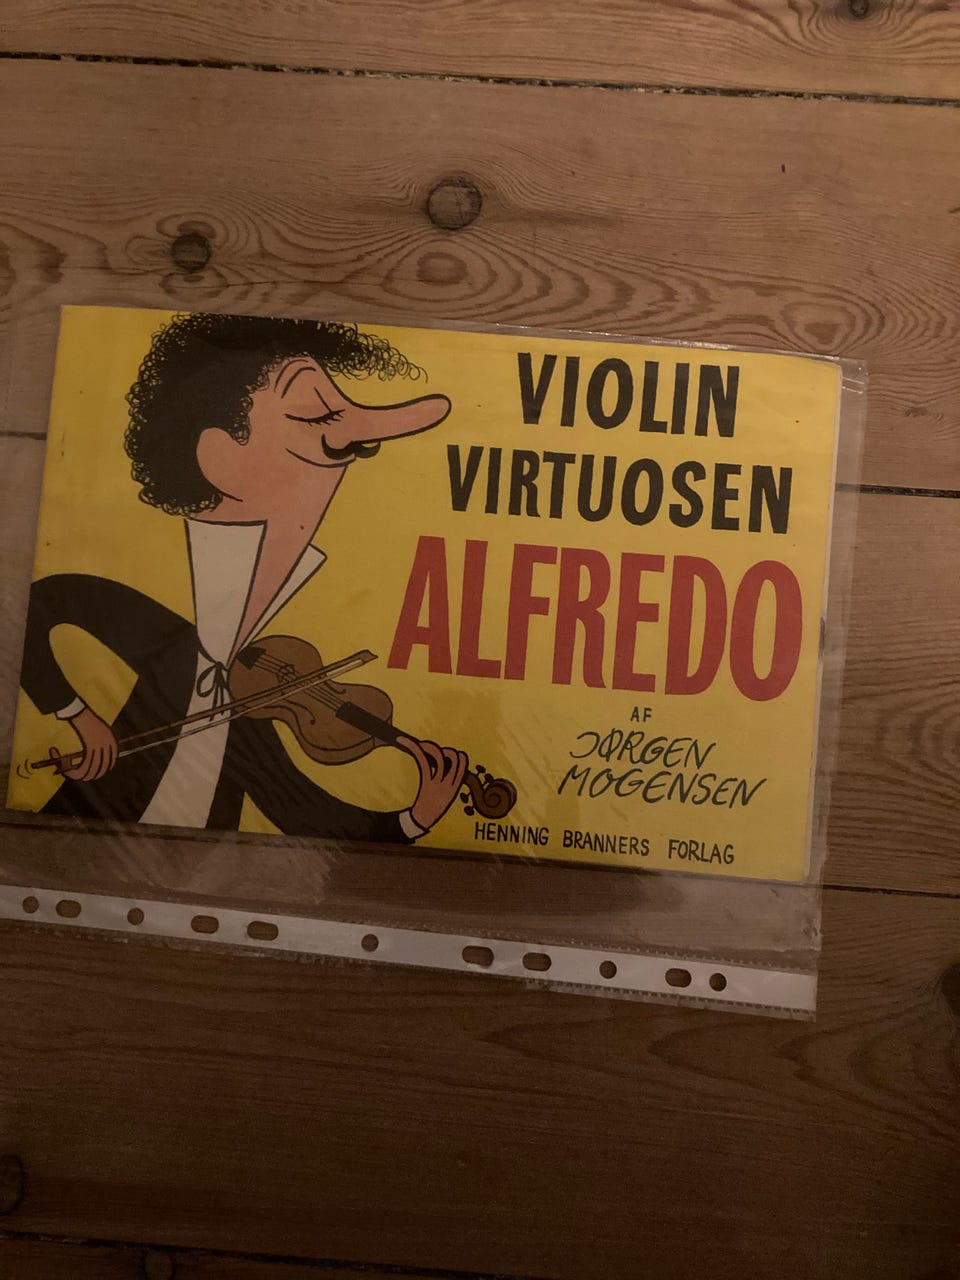 VIOLIN
VIRTUOSEN
ALFREDO
AF
JØRGEN
MOGENSEN
HENNING BRANNERS FORLAG